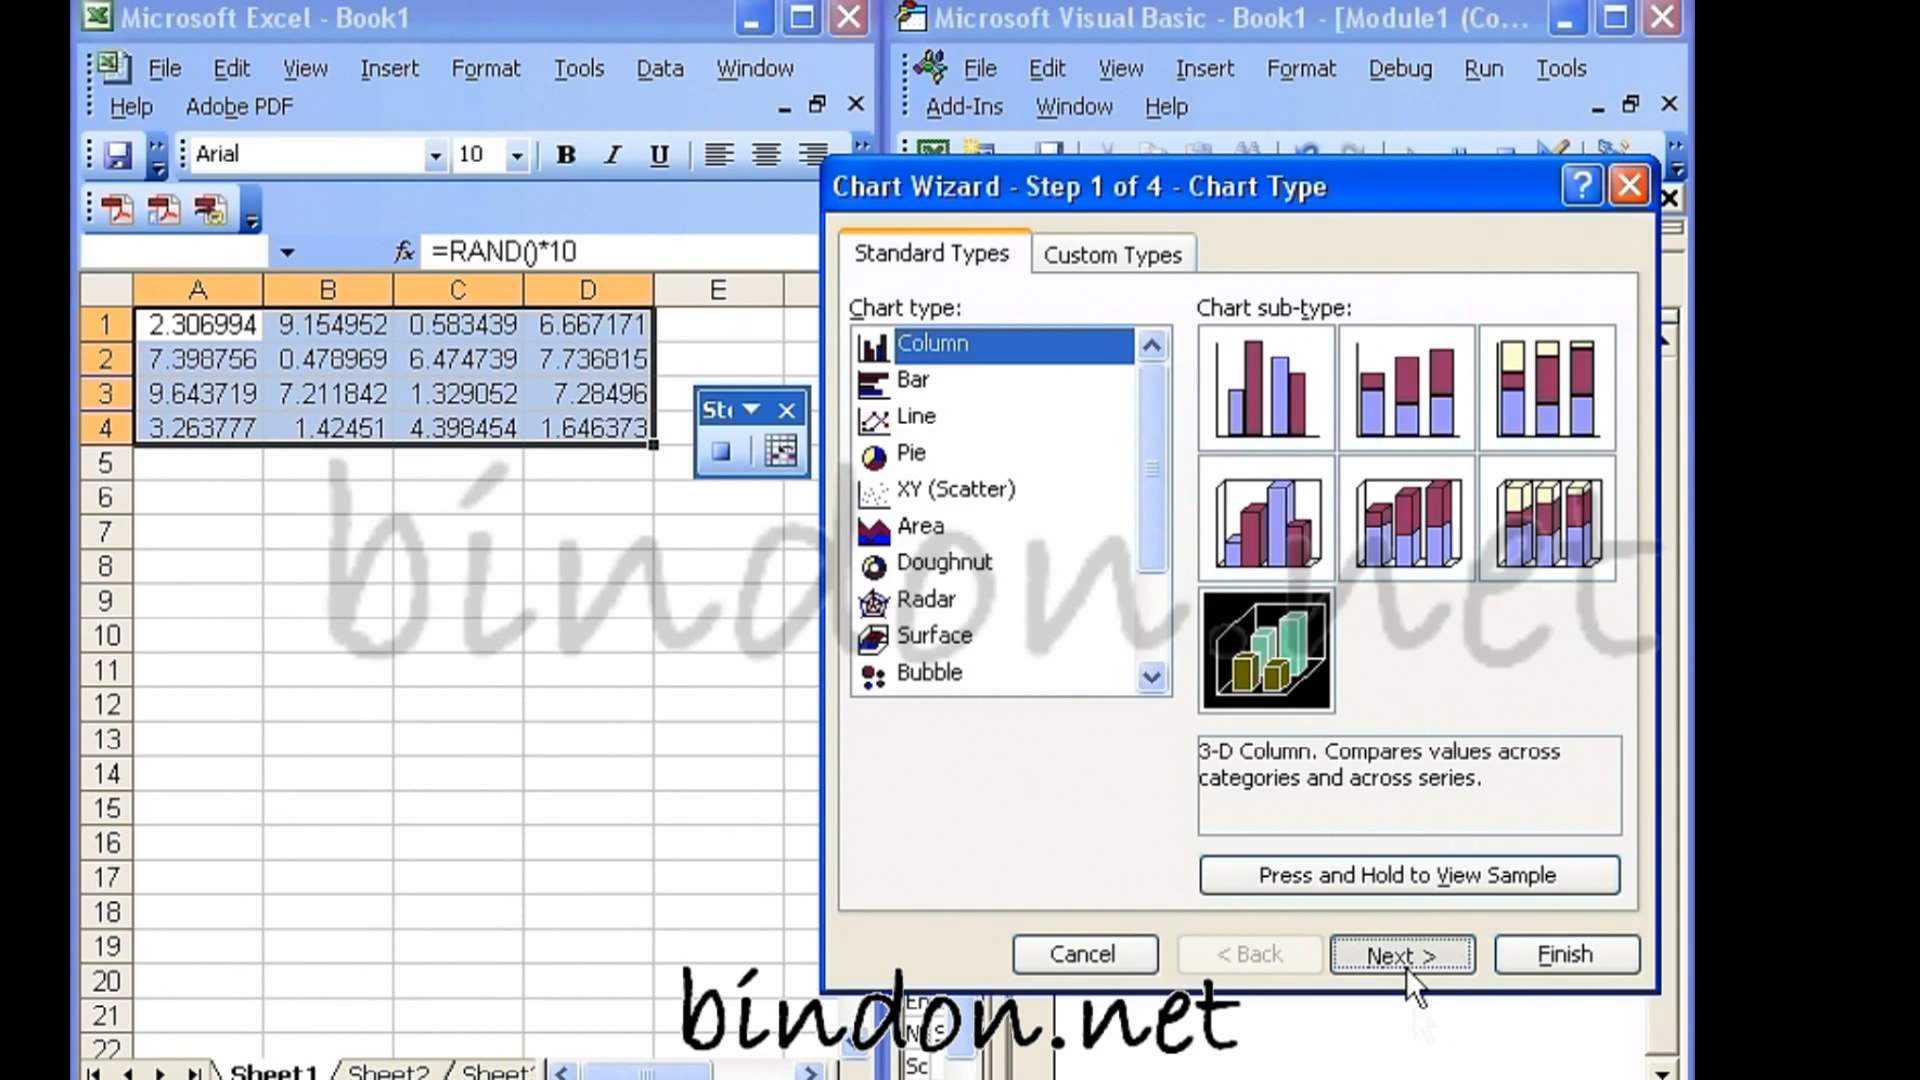 Microsoft Excel - Book1
File Edit View Insert Format Tools Data Window
Help Adobe PDF
Arial 10 B I U
fx =RAND()*10
A B C D E
1 2.306994 9.154952 0.583439 6.667171
2 7.398756 0.478969 6.474739 7.736815
3 9.643719 7.211842 1.329052 7.28496
4 3.263777 1.42451 4.398454 1.646373
5
6
7
8
9
10
11
12
13
14
15
16
17
18
19
20
21
22
Sheet1 Sheet2 Sheet
Microsoft Visual Basic - Book1 - [Module1 (Co...
File Edit View Insert Format Debug Run Tools
Add-Ins Window Help
Chart Wizard - Step 1 of 4 - Chart Type
Standard Types Custom Types
Chart type:
Column
Bar
Line
Pie
XY (Scatter)
Area
Doughnut
Radar
Surface
Bubble
Chart sub-type:
3-D Column. Compares values across
categories and across series.
Press and Hold to View Sample
Cancel < Back Next > Finish
bindon.net
bindon.net